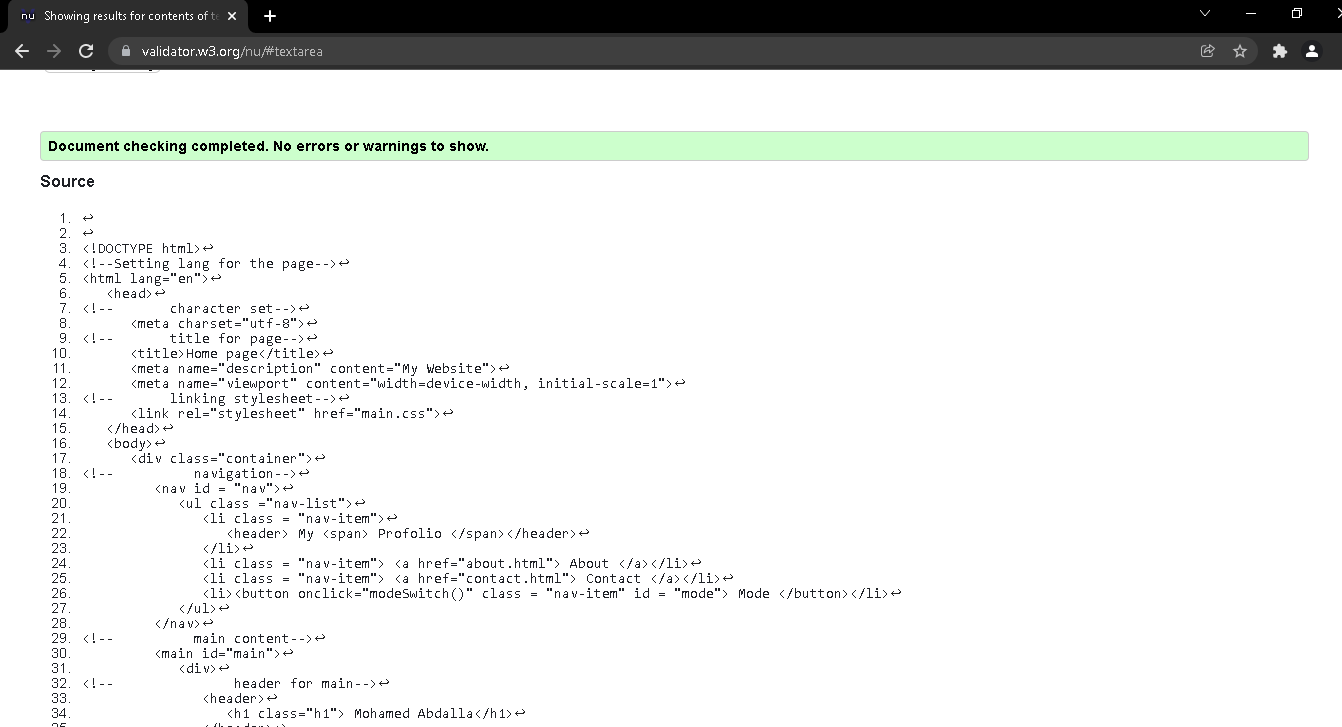 nu Showing results for contents of te
validator.w3.org/nu/#textarea
Document checking completed. No errors or warnings to show.
Source
1. ↩
2. ↩
3. <!DOCTYPE html>↩
4. <!--Setting lang for the page-->↩
5. <html lang="en">↩
6.    <head>↩
7. <!--       character set-->↩
8.       <meta charset="utf-8">↩
9. <!--       title for page-->↩
10.       <title>Home page</title>↩
11.       <meta name="description" content="My Website">↩
12.       <meta name="viewport" content="width=device-width, initial-scale=1">↩
13. <!--       linking stylesheet-->↩
14.       <link rel="stylesheet" href="main.css">↩
15.    </head>↩
16.    <body>↩
17.       <div class="container">↩
18. <!--          navigation-->↩
19.          <nav id = "nav">↩
20.             <ul class ="nav-list">↩
21.                <li class = "nav-item">↩
22.                   <header> My <span> Profolio </span></header>↩
23.                </li>↩
24.                <li class = "nav-item"> <a href="about.html"> About </a></li>↩
25.                <li class = "nav-item"> <a href="contact.html"> Contact </a></li>↩
26.                <li><button onclick="modeSwitch()" class = "nav-item" id = "mode"> Mode </button></li>↩
27.             </ul>↩
28.          </nav>↩
29. <!--          main content-->↩
30.          <main id="main">↩
31.             <div>↩
32. <!--               header for main-->↩
33.                <header>↩
34.                   <h1 class="h1"> Mohamed Abdalla</h1>↩